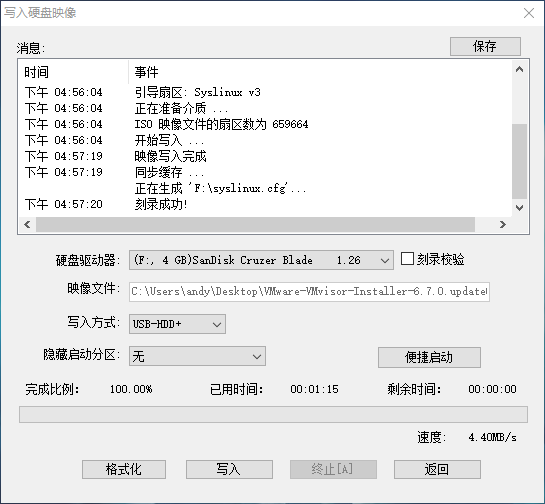 写入硬盘映像
消息:
保存
时间 事件
下午 04:56:04 引导扇区: Syslinux v3
下午 04:56:04 正在准备介质 ...
下午 04:56:04 ISO 映像文件的扇区数为 659664
下午 04:56:04 开始写入 ...
下午 04:57:19 映像写入完成
下午 04:57:19 同步缓存 ...
正在生成 'F:\syslinux.cfg'...
下午 04:57:20 刻录成功!
硬盘驱动器: (F:, 4 GB)SanDisk Cruzer Blade 1.26 刻录校验
映像文件: C:\Users\andy\Desktop\VMware-VMvisor-Installer-6.7.0.update
写入方式: USB-HDD+
隐藏启动分区: 无 便捷启动
完成比例: 100.00% 已用时间: 00:01:15 剩余时间: 00:00:00
速度: 4.40MB/s
格式化 写入 终止[A] 返回